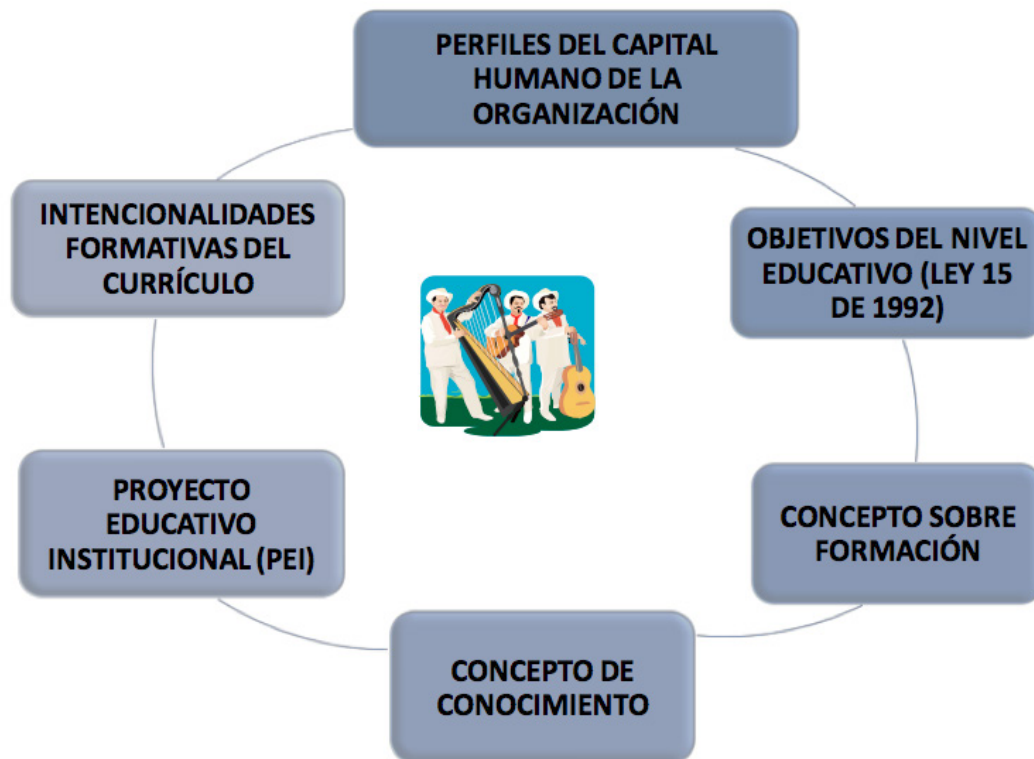 PERFILES DEL CAPITAL
HUMANO DE LA
ORGANIZACIÓN
OBJETIVOS DEL NIVEL
EDUCATIVO (LEY 15
DE 1992)
CONCEPTO SOBRE
FORMACIÓN
CONCEPTO DE
CONOCIMIENTO
PROYECTO
EDUCATIVO
INSTITUCIONAL (PEI)
INTENCIONALIDADES
FORMATIVAS DEL
CURRÍCULO